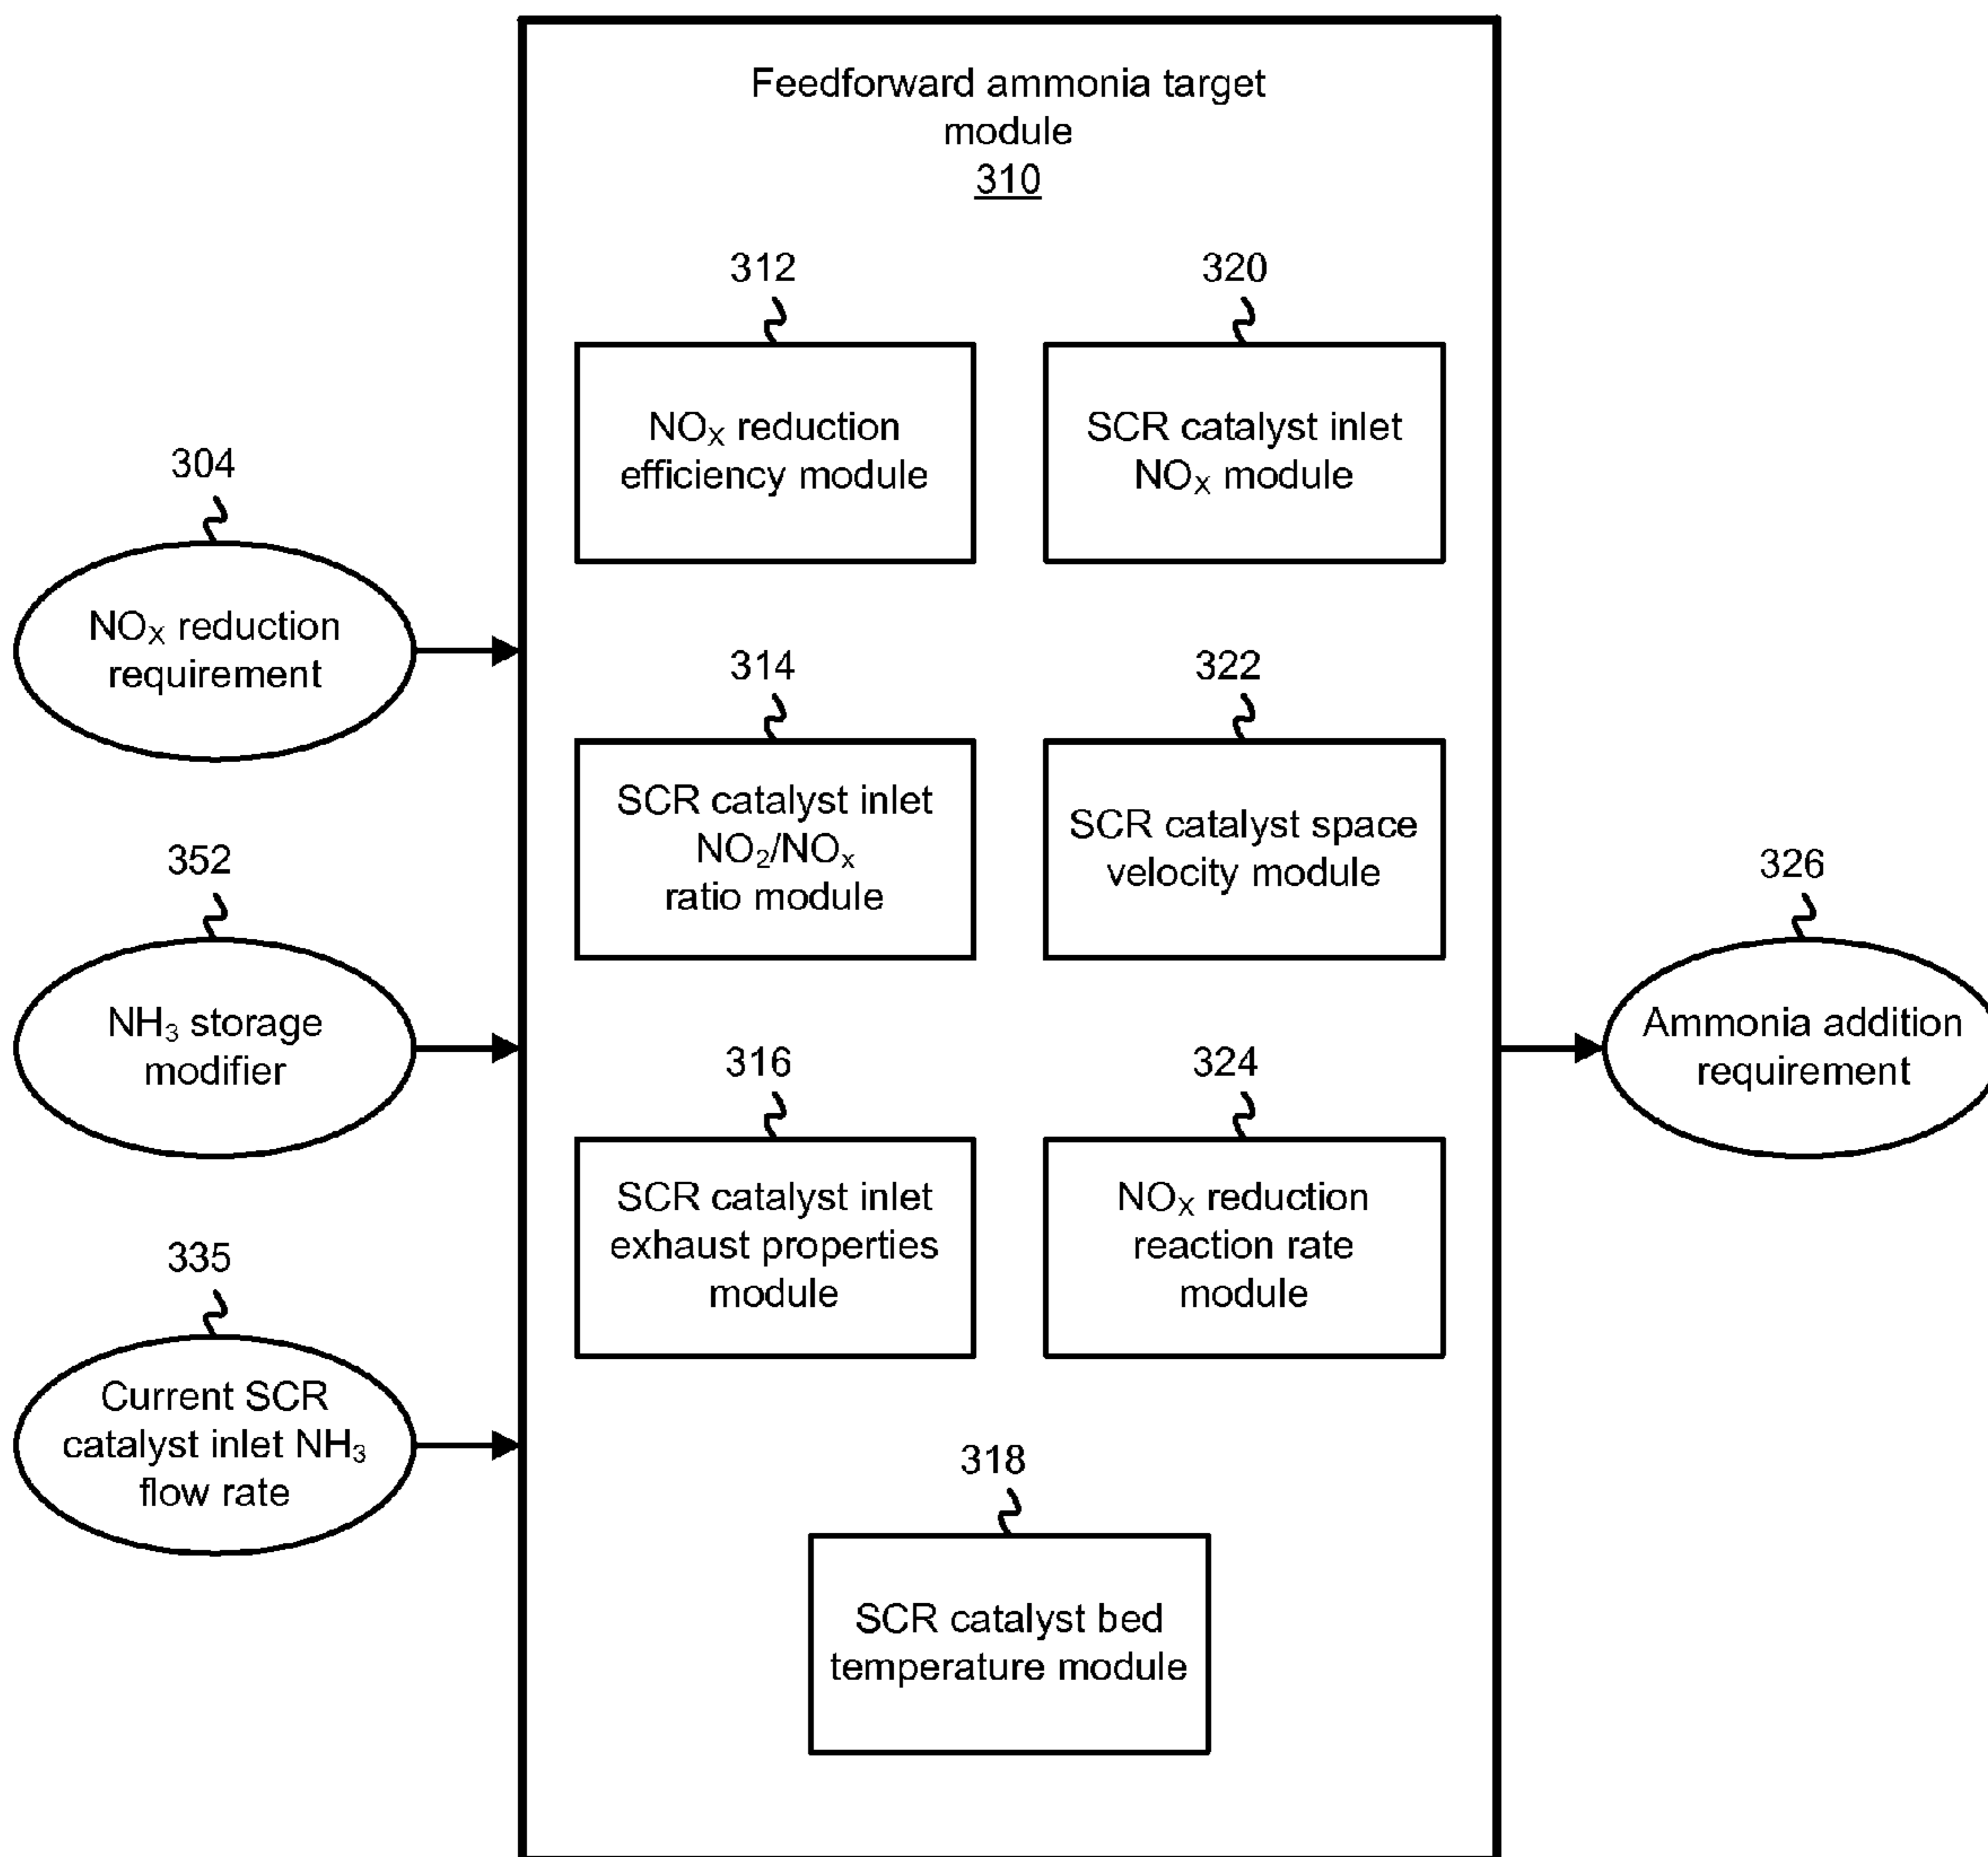 Feedforward ammonia target
module
310
312
NOX reduction
efficiency module
320
SCR catalyst inlet
NOX module
304
NOX reduction
requirement
314
SCR catalyst inlet
NO2/NOx
ratio module
322
SCR catalyst space
velocity module
352
NH3 storage
modifier
326
Ammonia addition
requirement
316
SCR catalyst inlet
exhaust properties
module
324
NOX reduction
reaction rate
module
335
Current SCR
catalyst inlet NH3
flow rate
318
SCR catalyst bed
temperature module